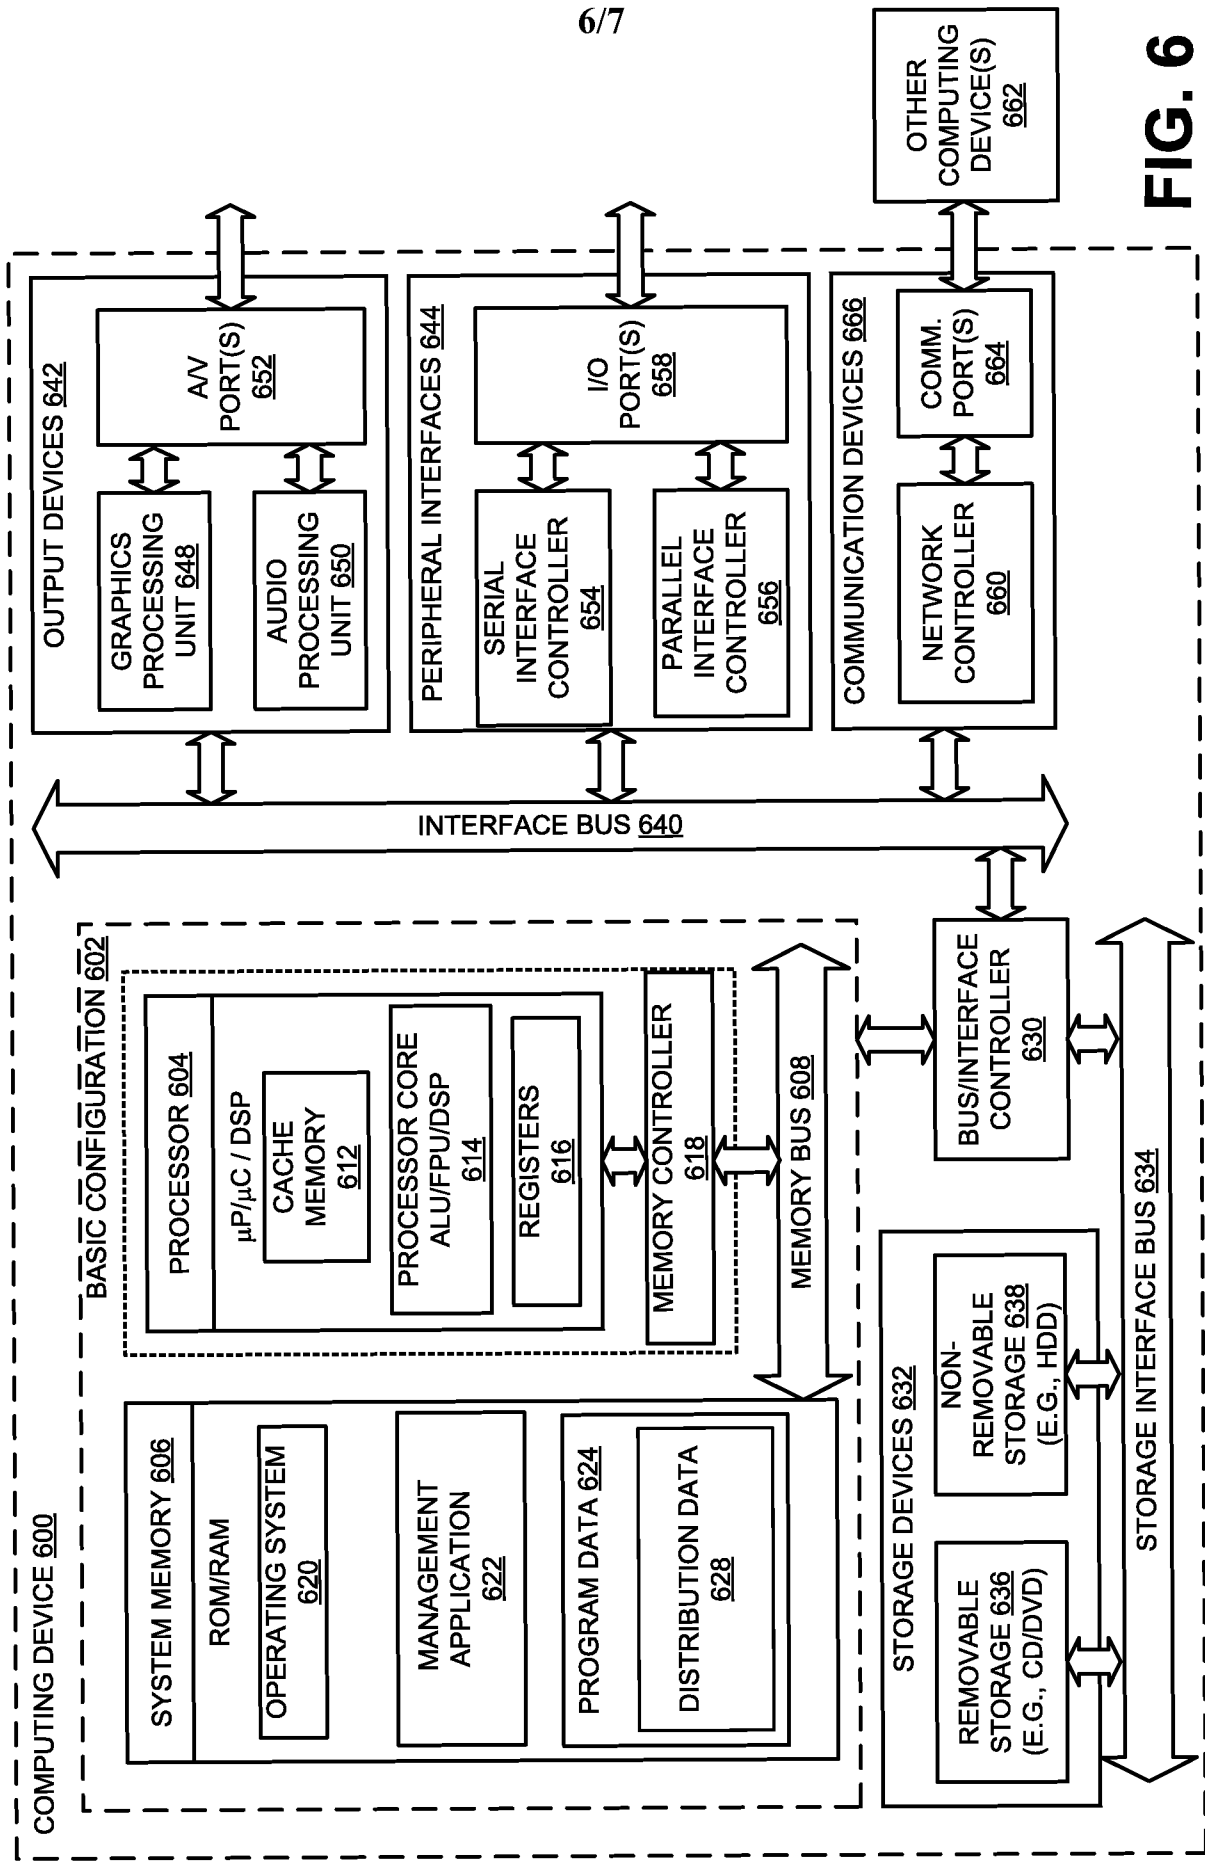 6/7
COMPUTING DEVICE 600
BASIC CONFIGURATION 602
SYSTEM MEMORY 606
ROM/RAM
OPERATING SYSTEM
620
MANAGEMENT
APPLICATION
622
PROGRAM DATA 624
DISTRIBUTION DATA
628
PROCESSOR 604
µP/µC / DSP
CACHE
MEMORY
612
PROCESSOR CORE
ALU/FPU/DSP
614
REGISTERS
616
MEMORY CONTROLLER
618
MEMORY BUS 608
BUS/INTERFACE
CONTROLLER
630
STORAGE DEVICES 632
REMOVABLE
STORAGE 636
(E.G., CD/DVD)
NON-
REMOVABLE
STORAGE 638
(E.G., HDD)
STORAGE INTERFACE BUS 634
INTERFACE BUS 640
OUTPUT DEVICES 642
GRAPHICS
PROCESSING
UNIT 648
AUDIO
PROCESSING
UNIT 650
A/V
PORT(S)
652
PERIPHERAL INTERFACES 644
SERIAL
INTERFACE
CONTROLLER
654
PARALLEL
INTERFACE
CONTROLLER
656
I/O
PORT(S)
658
COMMUNICATION DEVICES 666
NETWORK
CONTROLLER
660
COMM.
PORT(S)
664
OTHER
COMPUTING
DEVICE(S)
662
FIG. 6